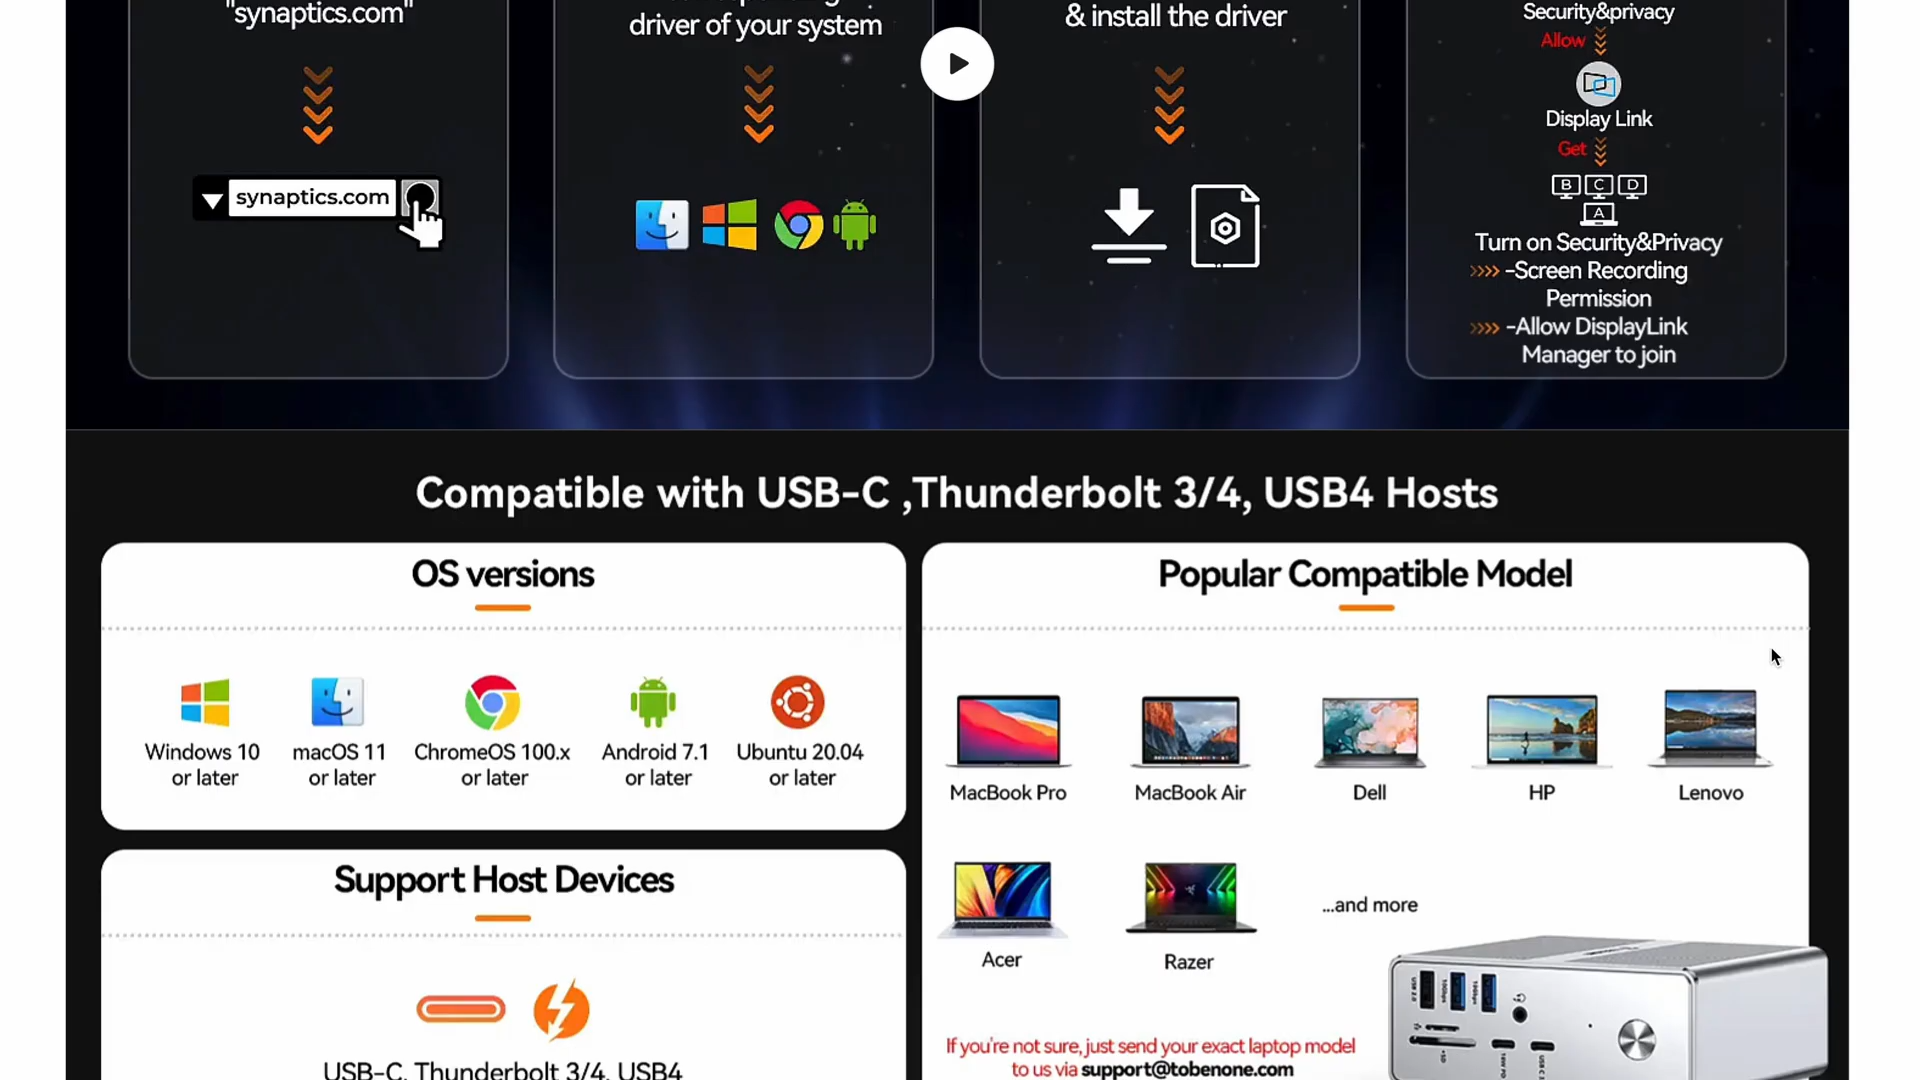 "synaptics.com"
synaptics.com
driver of your system
& install the driver
Security&privacy
Allow
Display Link
Get
B C D
A
Turn on Security&Privacy
-Screen Recording
Permission
-Allow DisplayLink
Manager to join
Compatible with USB-C ,Thunderbolt 3/4, USB4 Hosts
OS versions
Windows 10
or later
macOS 11
or later
ChromeOS 100.x
or later
Android 7.1
or later
Ubuntu 20.04
or later
Support Host Devices
USB-C, Thunderbolt 3/4, USB4
Popular Compatible Model
MacBook Pro
MacBook Air
Dell
HP
Lenovo
Acer
Razer
...and more
If you're not sure, just send your exact laptop model
to us via support@tobenone.com
USB 2.0
10Gbps
10Gbps